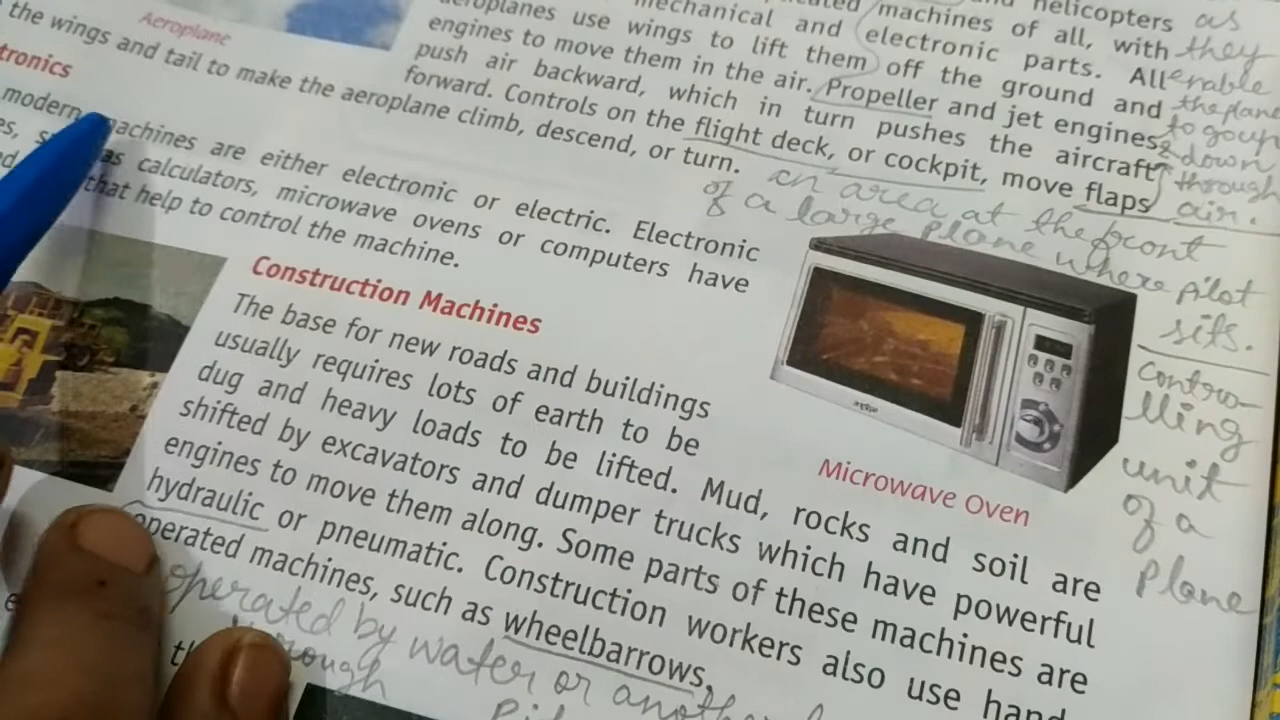 machines of all, with
helicopters as
they
mechanical and electronic parts. All
enable
aeroplanes use wings to lift them off the ground and
the plane
engines to move them in the air. Propeller and jet engines
to go up
push air backward, which in turn pushes the aircraft
& down
forward. Controls on the flight deck, or cockpit, move flaps
through
air.
Aeroplane
the wings and tail to make the aeroplane climb, descend, or turn.
an area at the front
of a large plane where pilot
sits.
controlling
unit
of a
plane
tronics
modern machines are either electronic or electric. Electronic
as calculators, microwave ovens or computers have
that help to control the machine.
Construction Machines
The base for new roads and buildings
usually requires lots of earth to be
dug and heavy loads to be lifted. Mud, rocks and soil are
shifted by excavators and dumper trucks which have powerful
engines to move them along. Some parts of these machines are
hydraulic or pneumatic. Construction workers also use hand
operated machines, such as wheelbarrows,
Microwave Oven
operated by water or another
through